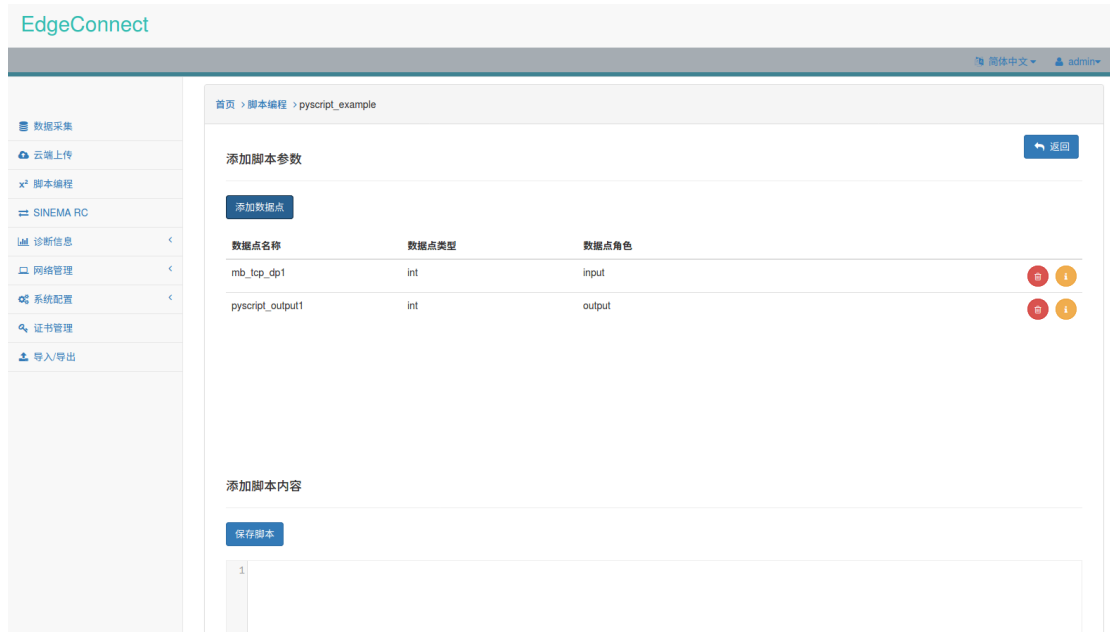 EdgeConnect
简体中文 admin
首页 >脚本编程 >pyscript_example
数据采集
云端上传
x² 脚本编程
SINEMA RC
诊断信息
网络管理
系统配置
证书管理
导入/导出
添加脚本参数
返回
添加数据点
数据点名称 数据点类型 数据点角色
mb_tcp_dp1 int input
pyscript_output1 int output
添加脚本内容
保存脚本
1